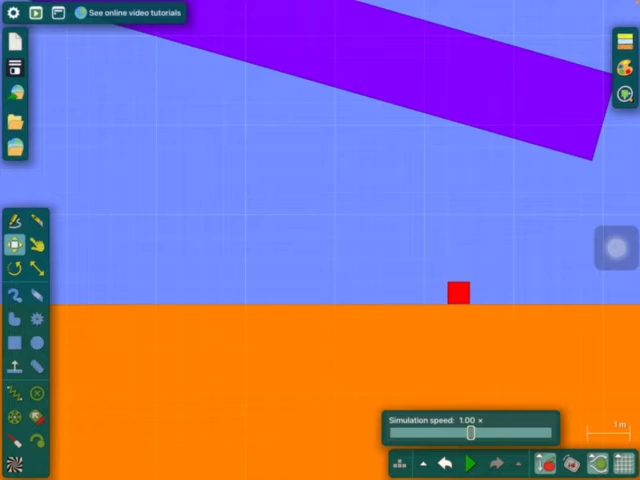 See online video tutorials
Simulation speed: 1.00 ×
1 m